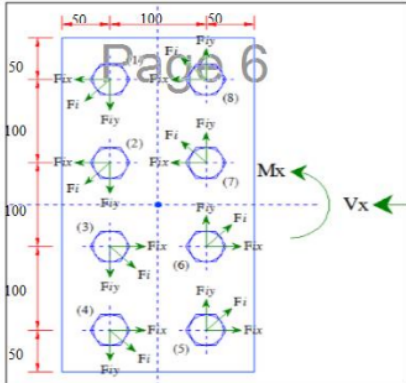 50 100 50
Page 6
50
100
100
100
50
(1) Fix Fi Fiy
Fiy Fix Fi (8)
(2) Fix Fi Fiy
Fiy Fi Fix (7)
Mx
Vx
(3) Fix Fi Fiy
Fi Fix Fiy (6)
(4) Fix Fi Fiy
Fiy Fi Fix (5)